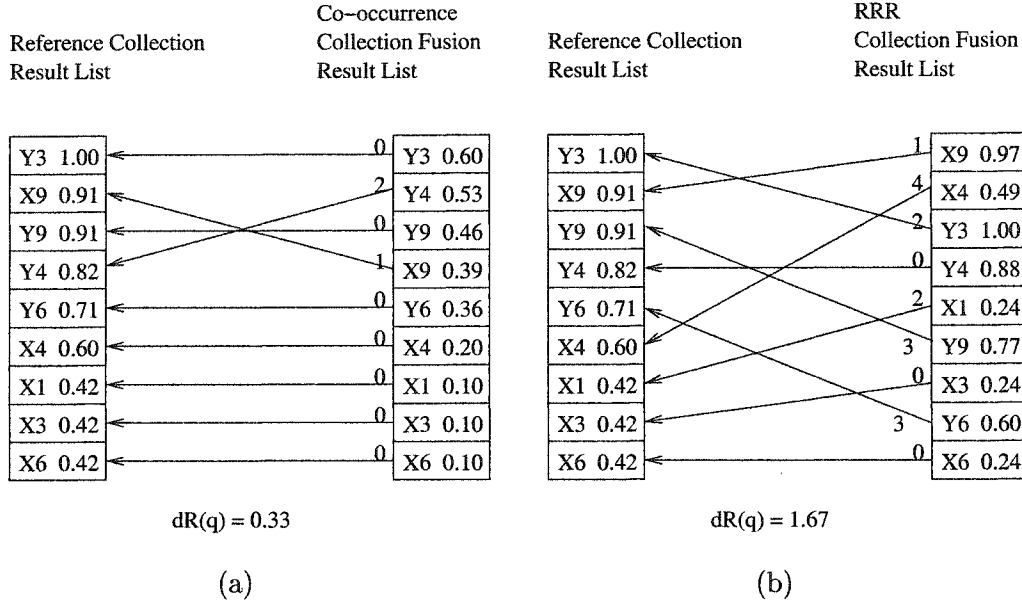 Reference Collection
Result List
Co-occurrence
Collection Fusion
Result List
Y3 1.00
X9 0.91
Y9 0.91
Y4 0.82
Y6 0.71
X4 0.60
X1 0.42
X3 0.42
X6 0.42
0
2
0
1
0
0
0
0
0
Y3 0.60
Y4 0.53
Y9 0.46
X9 0.39
Y6 0.36
X4 0.20
X1 0.10
X3 0.10
X6 0.10
dR(q) = 0.33
(a)
Reference Collection
Result List
RRR
Collection Fusion
Result List
Y3 1.00
X9 0.91
Y9 0.91
Y4 0.82
Y6 0.71
X4 0.60
X1 0.42
X3 0.42
X6 0.42
1
4
2
0
2
3
0
3
0
X9 0.97
X4 0.49
Y3 1.00
Y4 0.88
X1 0.24
Y9 0.77
X3 0.24
Y6 0.60
X6 0.24
dR(q) = 1.67
(b)